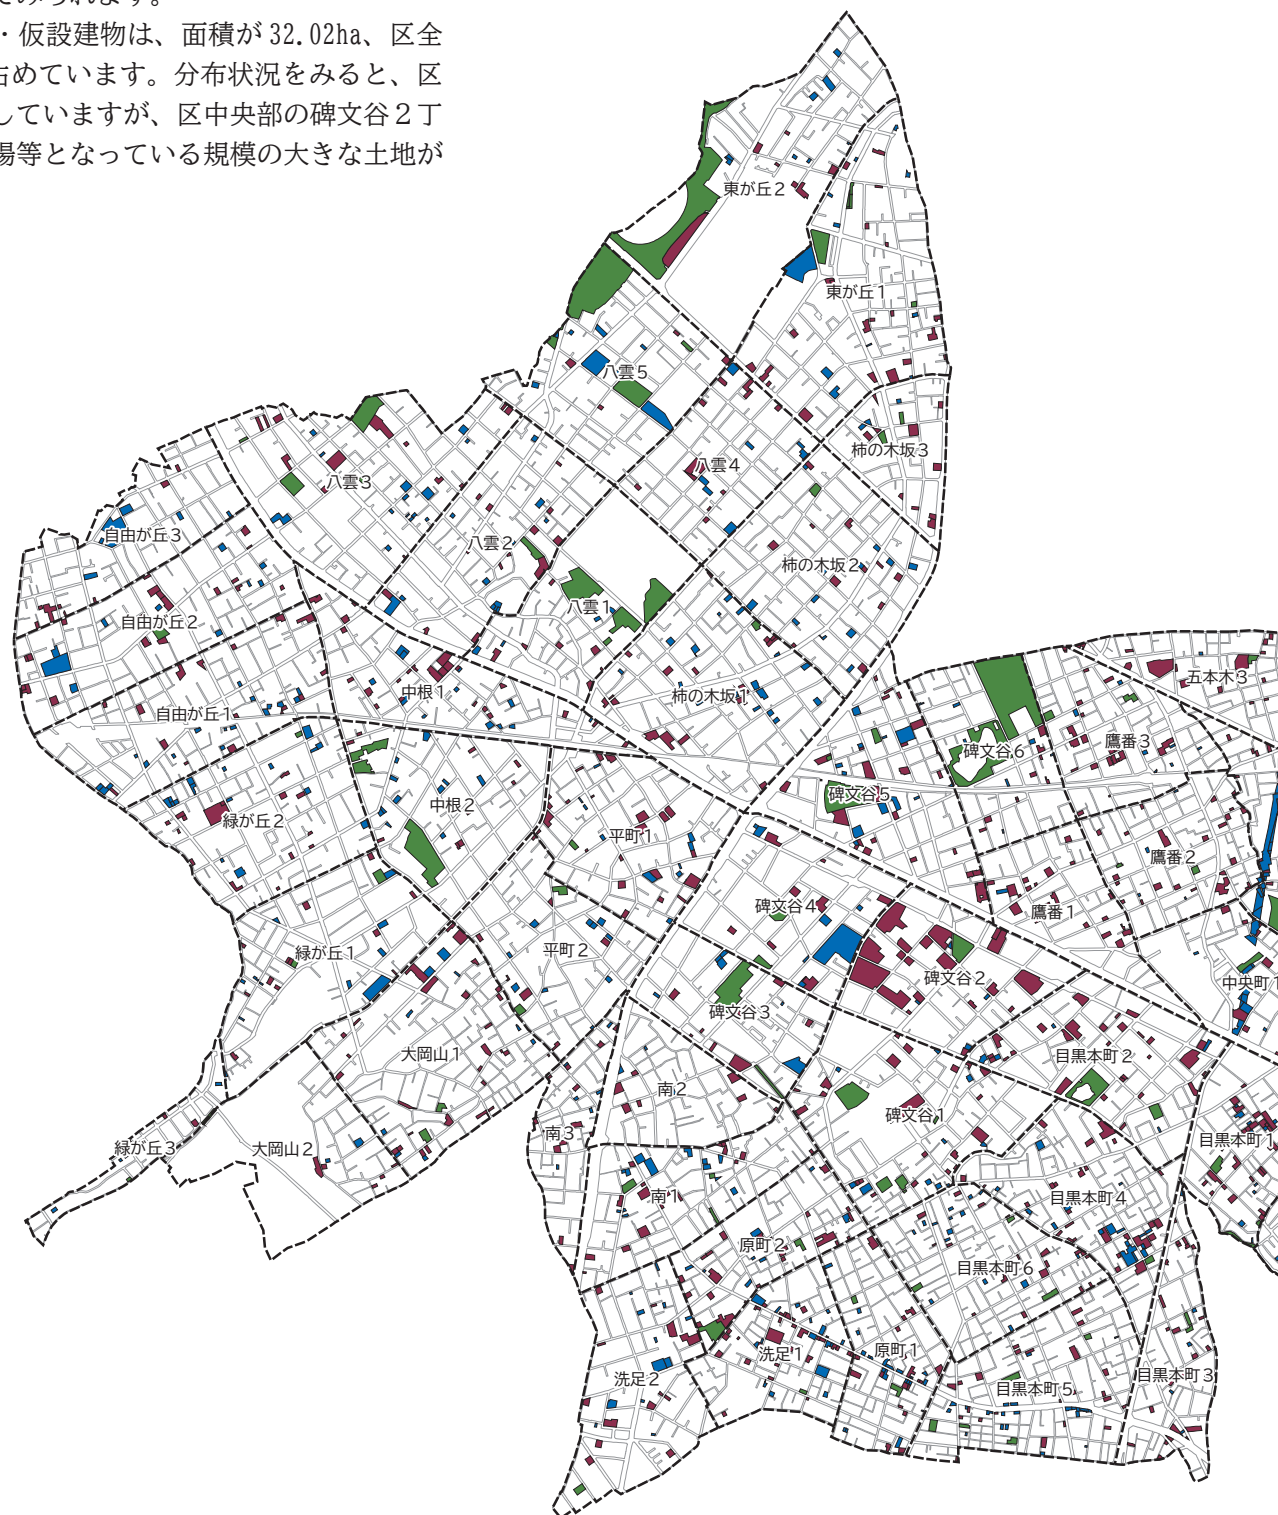 てみられます。
・仮設建物は、面積が 32.02ha、区全
占めています。分布状況をみると、区
していますが、区中央部の碑文谷２丁
場等となっている規模の大きな土地が
東が丘2
東が丘1
八雲5
柿の木坂3
八雲4
八雲3
自由が丘3
八雲2
柿の木坂2
八雲1
自由が丘2
五本木3
中根1
柿の木坂1
自由が丘1
鷹番3
碑文谷6
碑文谷5
中根2
緑が丘2
平町1
鷹番2
碑文谷4
鷹番1
平町2
緑が丘1
碑文谷2
中央町1
碑文谷3
大岡山1
目黒本町2
南2
碑文谷1
南3
目黒本町1
緑が丘3
大岡山2
南1
目黒本町4
原町2
目黒本町6
洗足1
原町1
洗足2
目黒本町5
目黒本町3